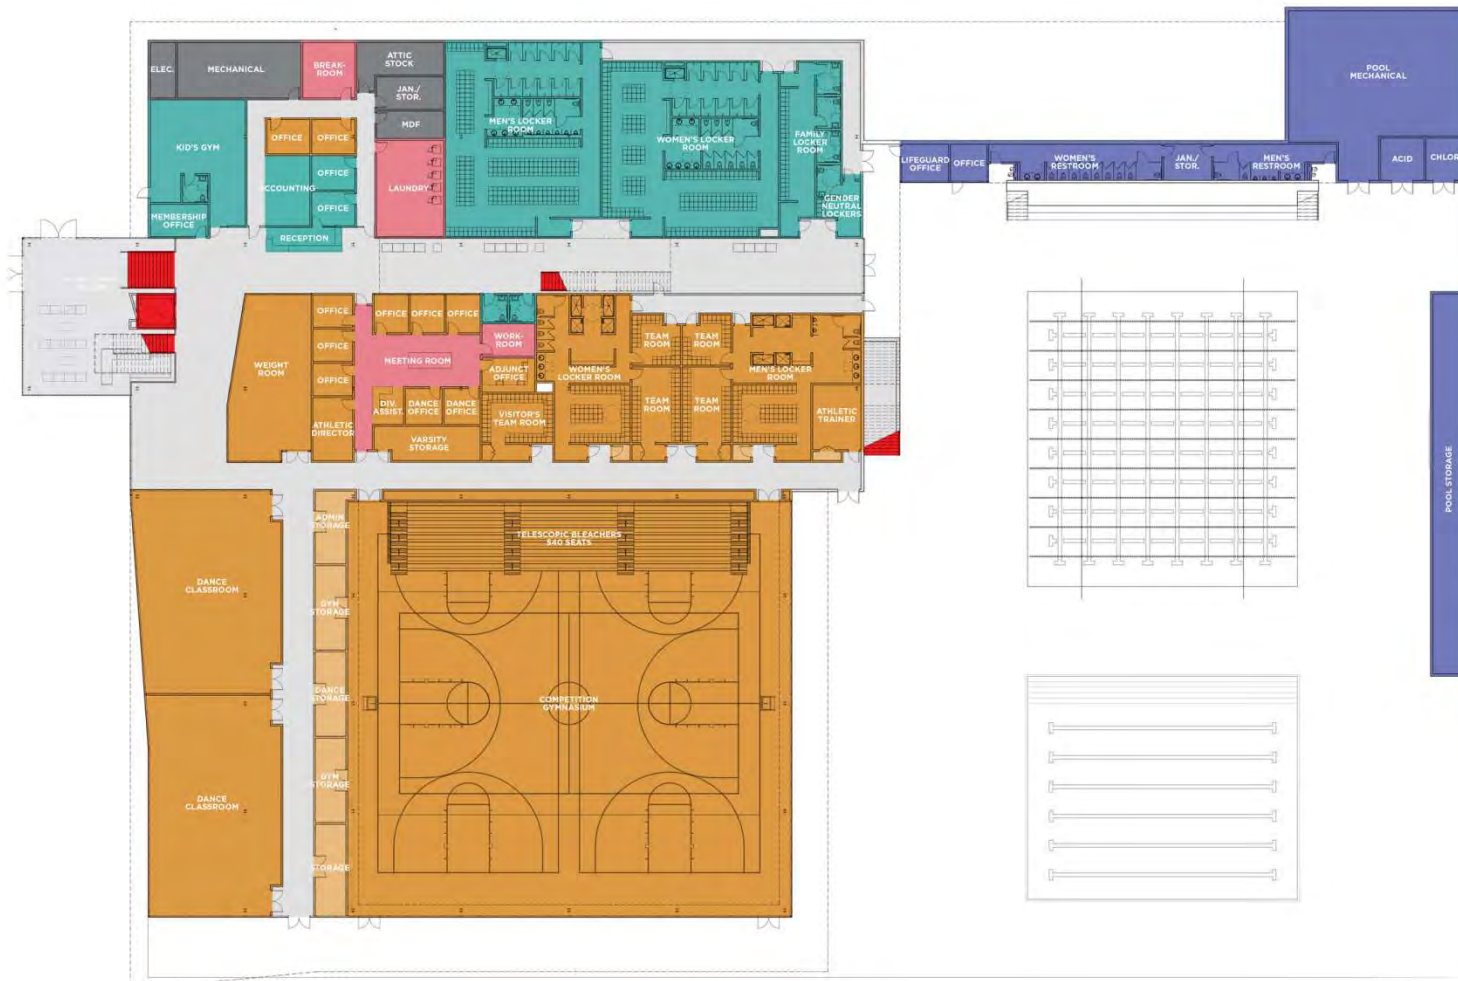 ELEC.
MECHANICAL
BREAK-
ROOM
ATTIC
STOCK
JAN./
STOR.
MDF
KID'S GYM
OFFICE
OFFICE
OFFICE
ACCOUNTING
OFFICE
LAUNDRY
MEMBERSHIP
OFFICE
RECEPTION
MEN'S LOCKER
ROOM
WOMEN'S LOCKER
ROOM
FAMILY
LOCKER
ROOM
GENDER
NEUTRAL
LOCKERS
LIFEGUARD
OFFICE
OFFICE
WOMEN'S
RESTROOM
JAN./
STOR.
MEN'S
RESTROOM
POOL
MECHANICAL
ACID
CHLOR
OFFICE
OFFICE
OFFICE
OFFICE
OFFICE
OFFICE
WORK-
ROOM
WEIGHT
ROOM
MEETING ROOM
ADJUNCT
OFFICE
WOMEN'S
LOCKER ROOM
TEAM
ROOM
TEAM
ROOM
MEN'S LOCKER
ROOM
ATHLETIC
DIRECTOR
DIV.
ASSIST.
DANCE
OFFICE
DANCE
OFFICE
VISITOR'S
TEAM ROOM
TEAM
ROOM
TEAM
ROOM
ATHLETIC
TRAINER
VARSITY
STORAGE
POOL STORAGE
ADMIN
STORAGE
TELESCOPIC BLEACHERS
540 SEATS
DANCE
CLASSROOM
GYM
STORAGE
DANCE
STORAGE
COMPETITION
GYMNASIUM
GYM
STORAGE
DANCE
CLASSROOM
STORAGE